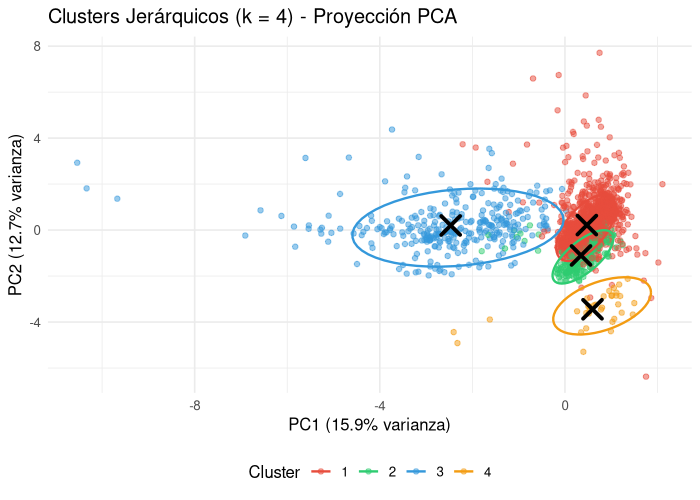 Clusters Jerárquicos (k = 4) - Proyección PCA
PC2 (12.7% varianza)
8
4
0
-4
-8
-4
0
PC1 (15.9% varianza)
Cluster 1 2 3 4